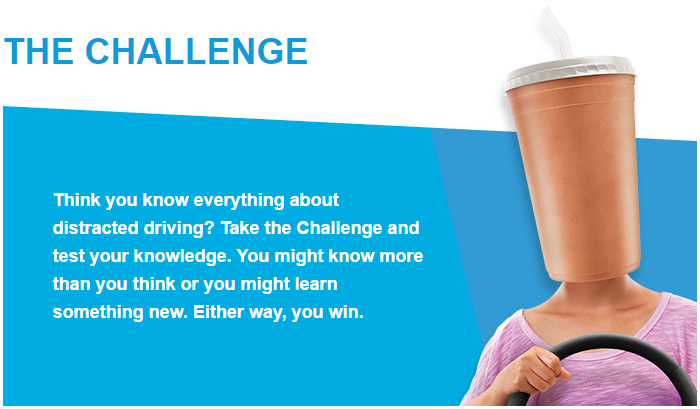 THE CHALLENGE
Think you know everything about
distracted driving? Take the Challenge and
test your knowledge. You might know more
than you think or you might learn
something new. Either way, you win.